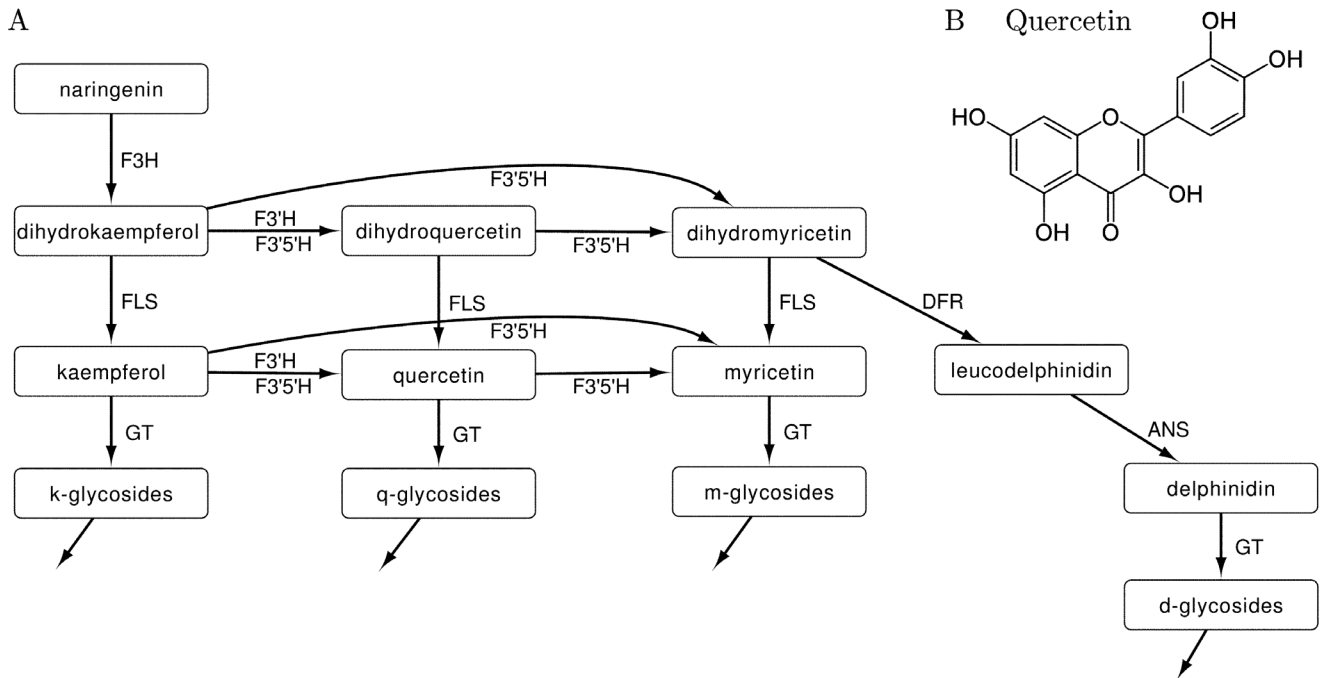 A
B Quercetin
OH
OH
HO
O
OH
OH
O
naringenin
F3H
F3'5'H
dihydrokaempferol
F3'H
F3'5'H
dihydroquercetin
F3'5'H
dihydromyricetin
FLS
FLS
FLS
DFR
F3'5'H
kaempferol
F3'H
F3'5'H
quercetin
F3'5'H
myricetin
leucodelphinidin
GT
GT
GT
ANS
k-glycosides
q-glycosides
m-glycosides
delphinidin
GT
d-glycosides